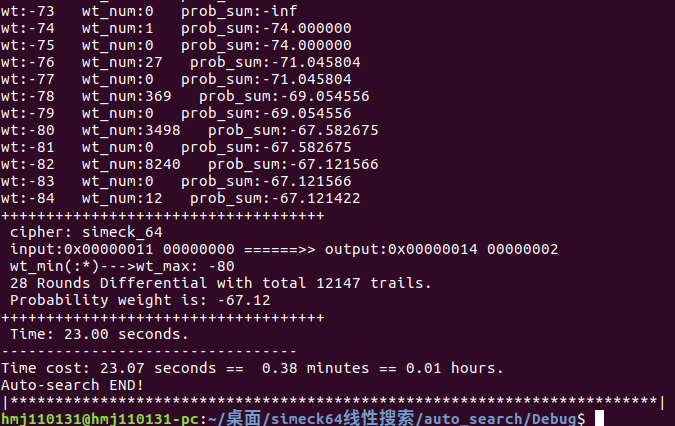 wt:-73   wt_num:0   prob_sum:-inf
wt:-74   wt_num:1   prob_sum:-74.000000
wt:-75   wt_num:0   prob_sum:-74.000000
wt:-76   wt_num:27   prob_sum:-71.045804
wt:-77   wt_num:0   prob_sum:-71.045804
wt:-78   wt_num:369   prob_sum:-69.054556
wt:-79   wt_num:0   prob_sum:-69.054556
wt:-80   wt_num:3498   prob_sum:-67.582675
wt:-81   wt_num:0   prob_sum:-67.582675
wt:-82   wt_num:8240   prob_sum:-67.121566
wt:-83   wt_num:0   prob_sum:-67.121566
wt:-84   wt_num:12   prob_sum:-67.121422
++++++++++++++++++++++++++++++++++++
cipher: simeck_64
input:0x00000011 00000000 ======>> output:0x00000014 00000002
wt_min(:*)--->wt_max: -80
28 Rounds Differential with total 12147 trails.
Probability weight is: -67.12
++++++++++++++++++++++++++++++++++++
Time: 23.00 seconds.
---------------------------------
Time cost: 23.07 seconds ==  0.38 minutes == 0.01 hours.
Auto-search END!
|************************************************************************|
hmj110131@hmj110131-pc:~/桌面/simeck64线性搜索/auto_search/Debug$